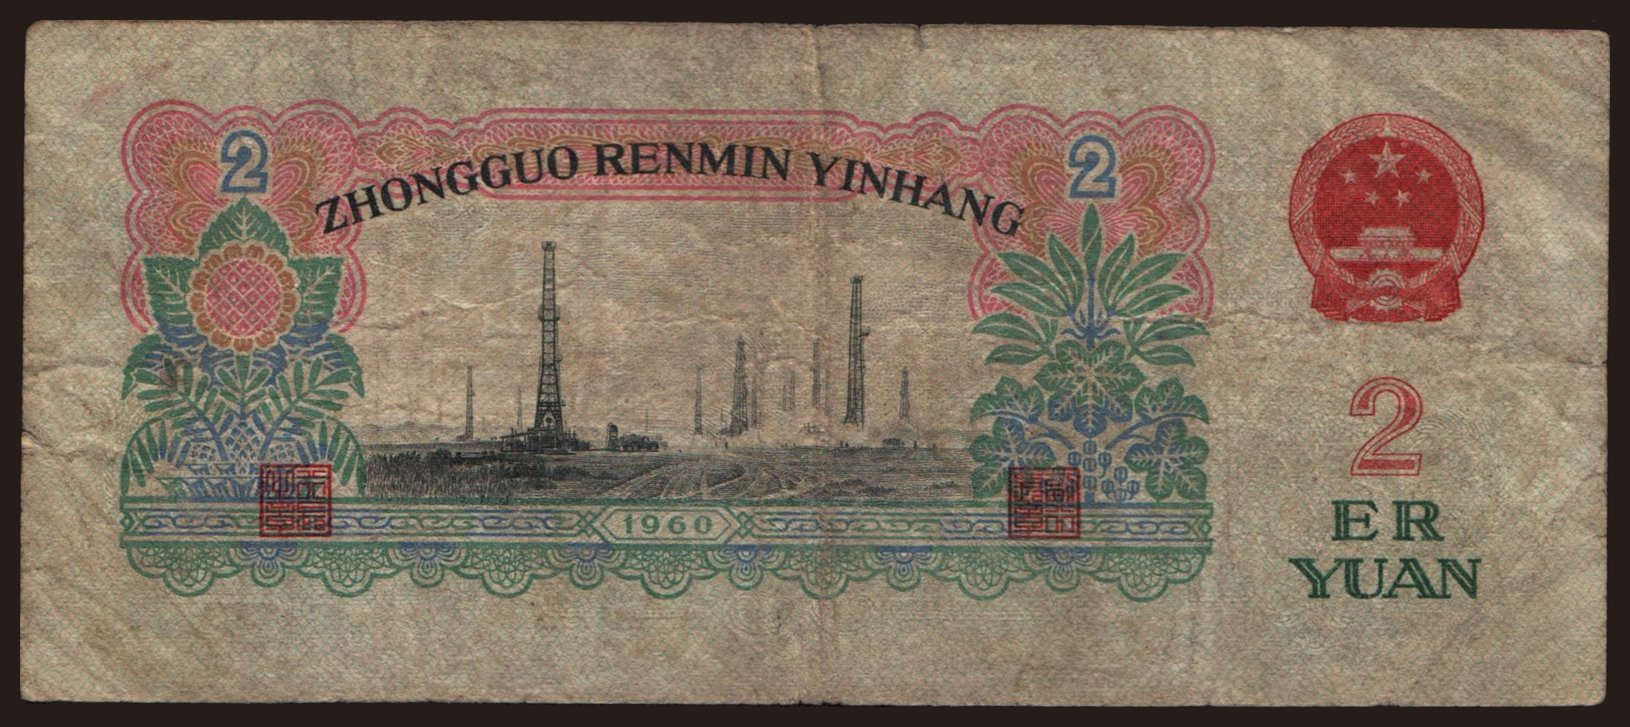 ZHONGGUO RENMIN YINHANG
2
2
1960
2
ER
YUAN